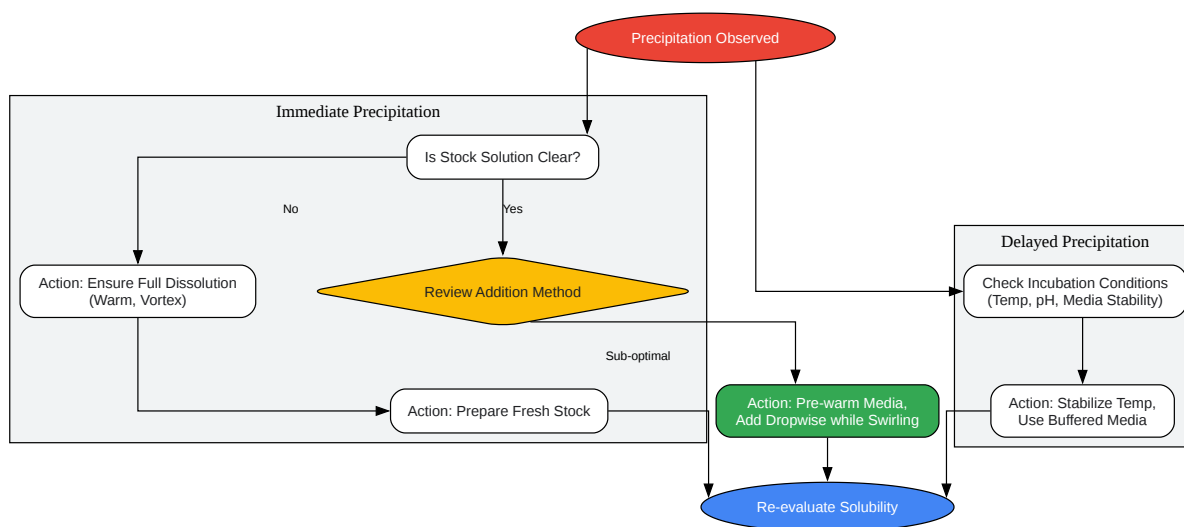 Precipitation Observed
Immediate Precipitation
Is Stock Solution Clear?
No
Yes
Action: Ensure Full Dissolution
(Warm, Vortex)
Review Addition Method
Sub-optimal
Action: Prepare Fresh Stock
Action: Pre-warm Media,
Add Dropwise while Swirling
Delayed Precipitation
Check Incubation Conditions
(Temp, pH, Media Stability)
Action: Stabilize Temp,
Use Buffered Media
Re-evaluate Solubility